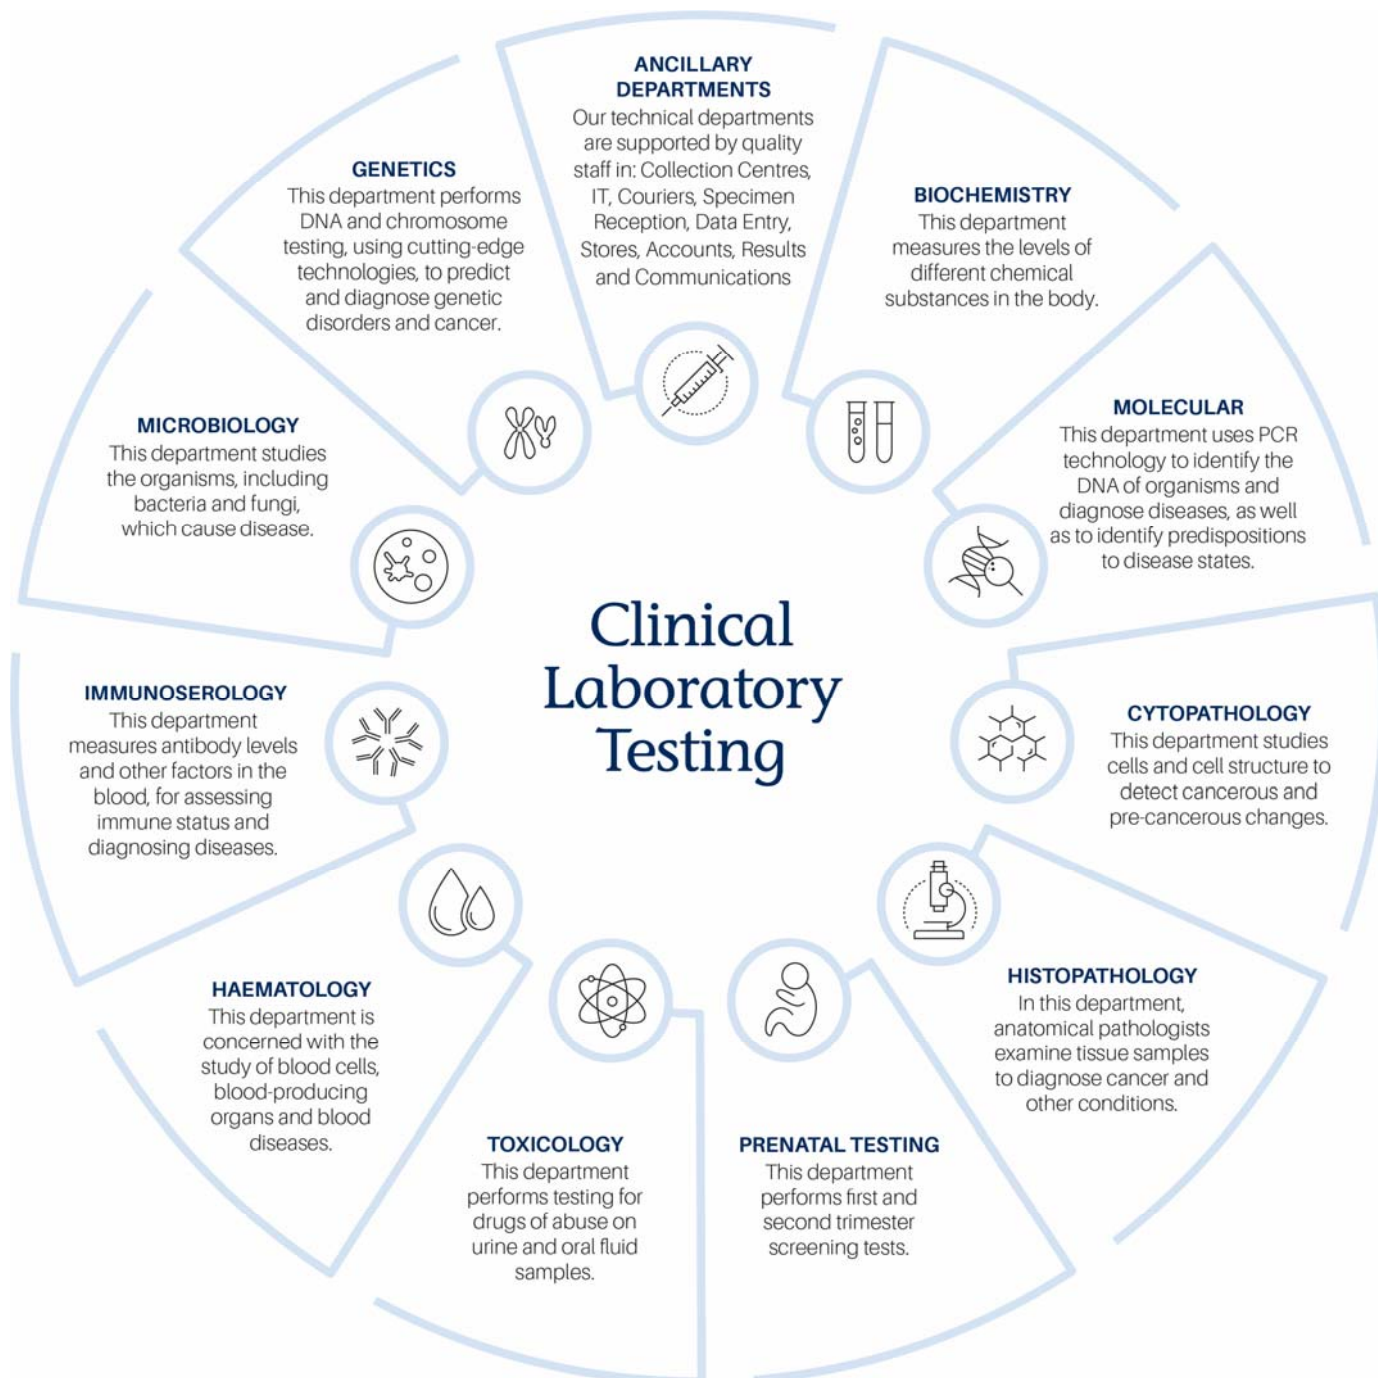 ANCILLARY
DEPARTMENTS
Our technical departments
are supported by quality
staff in: Collection Centres,
IT, Couriers, Specimen
Reception, Data Entry,
Stores, Accounts, Results
and Communications
BIOCHEMISTRY
This department
measures the levels of
different chemical
substances in the body.
MOLECULAR
This department uses PCR
technology to identify the
DNA of organisms and
diagnose diseases, as well
as to identify predispositions
to disease states.
CYTOPATHOLOGY
This department studies
cells and cell structure to
detect cancerous and
pre-cancerous changes.
HISTOPATHOLOGY
In this department,
anatomical pathologists
examine tissue samples
to diagnose cancer and
other conditions.
PRENATAL TESTING
This department
performs first and
second trimester
screening tests.
TOXICOLOGY
This department
performs testing for
drugs of abuse on
urine and oral fluid
samples.
HAEMATOLOGY
This department is
concerned with the
study of blood cells,
blood-producing
organs and blood
diseases.
IMMUNOSEROLOGY
This department
measures antibody levels
and other factors in the
blood, for assessing
immune status and
diagnosing diseases.
MICROBIOLOGY
This department studies
the organisms, including
bacteria and fungi,
which cause disease.
GENETICS
This department performs
DNA and chromosome
testing, using cutting-edge
technologies, to predict
and diagnose genetic
disorders and cancer.
Clinical
Laboratory
Testing